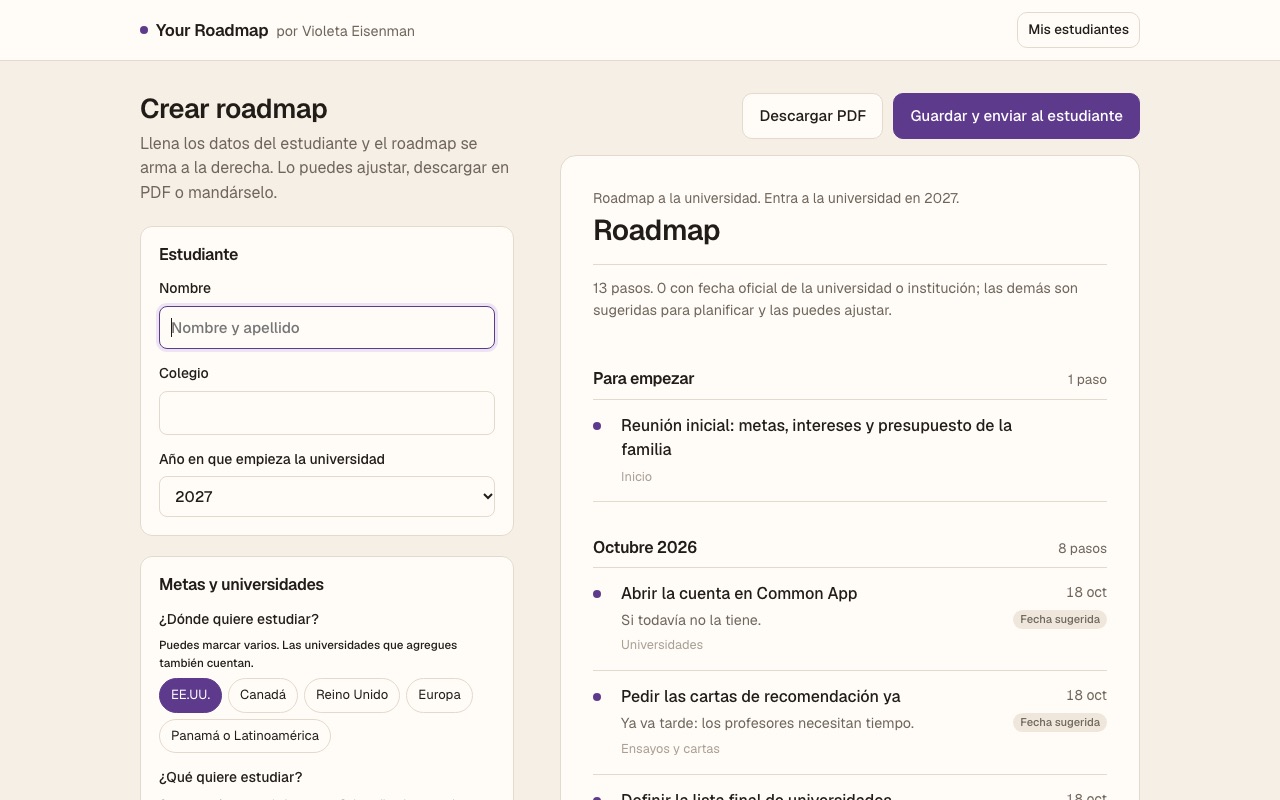 Your Roadmap por Violeta Eisenman
Mis estudiantes
Crear roadmap
Llena los datos del estudiante y el roadmap se
arma a la derecha. Lo puedes ajustar, descargar en
PDF o mandárselo.
Estudiante
Nombre
Nombre y apellido
Colegio
Año en que empieza la universidad
2027
Metas y universidades
¿Dónde quiere estudiar?
Puedes marcar varios. Las universidades que agregues
también cuentan.
EE.UU. Canadá Reino Unido Europa
Panamá o Latinoamérica
¿Qué quiere estudiar?
Descargar PDF
Guardar y enviar al estudiante
Roadmap a la universidad. Entra a la universidad en 2027.
Roadmap
13 pasos. 0 con fecha oficial de la universidad o institución; las demás son
sugeridas para planificar y las puedes ajustar.
Para empezar 1 paso
Reunión inicial: metas, intereses y presupuesto de la
familia
Inicio
Octubre 2026 8 pasos
Abrir la cuenta en Common App 18 oct
Si todavía no la tiene. Fecha sugerida
Universidades
Pedir las cartas de recomendación ya 18 oct
Ya va tarde: los profesores necesitan tiempo. Fecha sugerida
Ensayos y cartas
Definir la lista final de universidades 18 oct